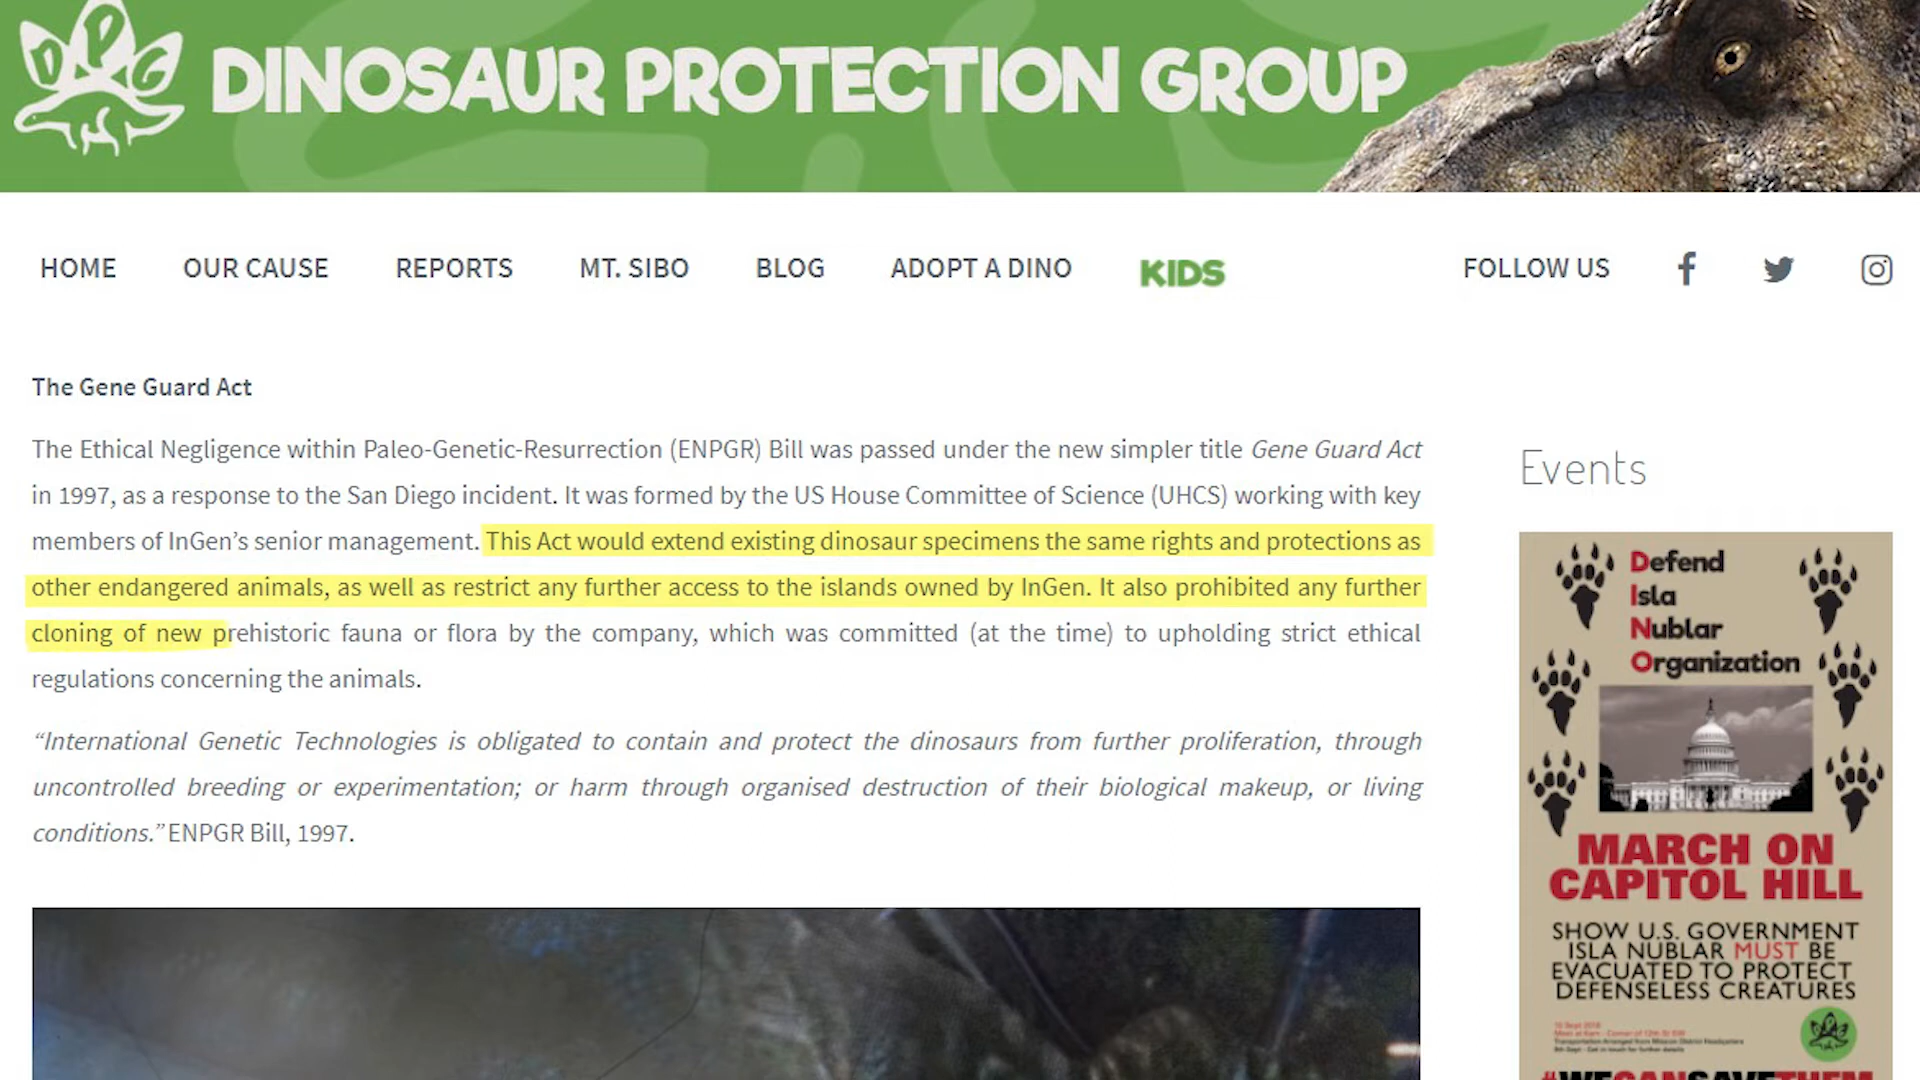 DPG
DINOSAUR PROTECTION GROUP
HOME OUR CAUSE REPORTS MT. SIBO BLOG ADOPT A DINO KIDS FOLLOW US
The Gene Guard Act
The Ethical Negligence within Paleo-Genetic-Resurrection (ENPGR) Bill was passed under the new simpler title Gene Guard Act
in 1997, as a response to the San Diego incident. It was formed by the US House Committee of Science (UHCS) working with key
members of InGen’s senior management. This Act would extend existing dinosaur specimens the same rights and protections as
other endangered animals, as well as restrict any further access to the islands owned by InGen. It also prohibited any further
cloning of new prehistoric fauna or flora by the company, which was committed (at the time) to upholding strict ethical
regulations concerning the animals.
“International Genetic Technologies is obligated to contain and protect the dinosaurs from further proliferation, through
uncontrolled breeding or experimentation; or harm through organised destruction of their biological makeup, or living
conditions.” ENPGR Bill, 1997.
Events
Defend
Isla
Nublar
Organization
MARCH ON
CAPITOL HILL
SHOW U.S. GOVERNMENT
ISLA NUBLAR MUST BE
EVACUATED TO PROTECT
DEFENSELESS CREATURES
#WECANSAVETHEM